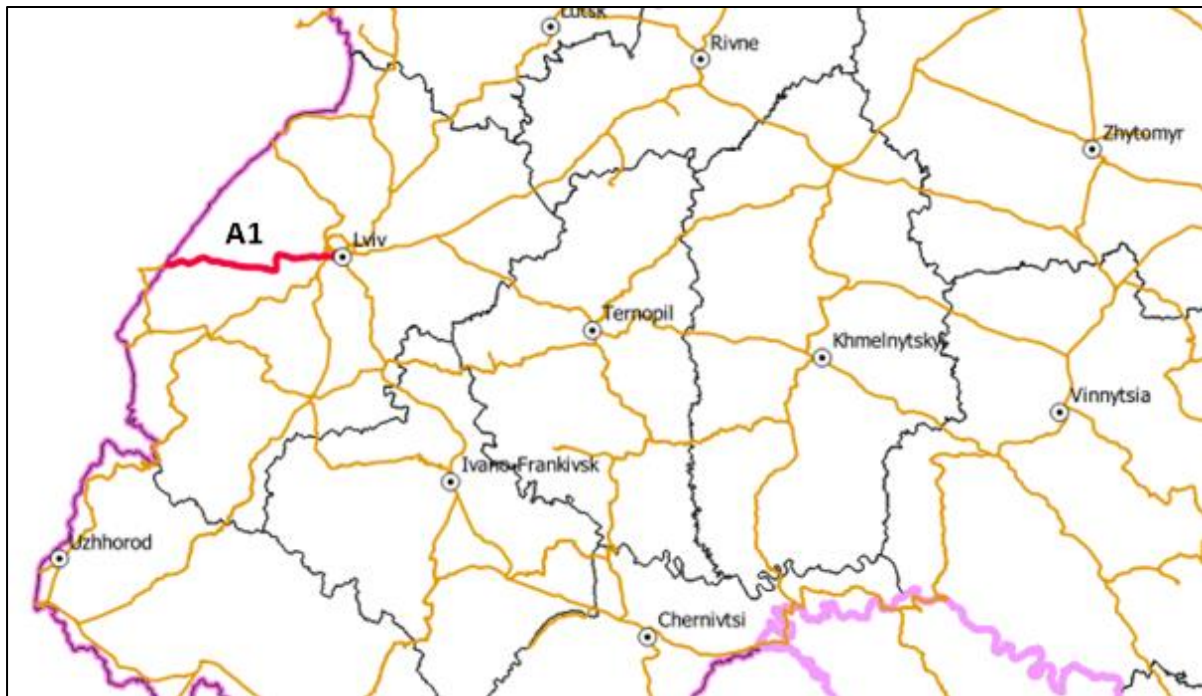 Lutsk
Rivne
Zhytomyr
A1
Lviv
Ternopil
Khmelnytsky
Vinnytsia
Ivano-Frankivsk
Uzhhorod
Chernivtsi